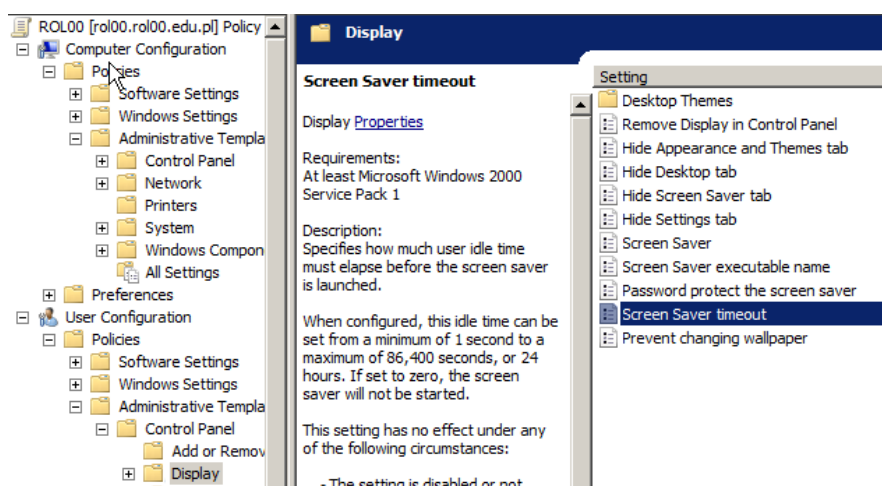 ROL00 [rol00.rol00.edu.pl] Policy
Computer Configuration
Policies
Software Settings
Windows Settings
Administrative Templa
Control Panel
Network
Printers
System
Windows Compon
All Settings
Preferences
User Configuration
Policies
Software Settings
Windows Settings
Administrative Templa
Control Panel
Add or Remov
Display
Display
Screen Saver timeout
Display Properties
Requirements:
At least Microsoft Windows 2000
Service Pack 1
Description:
Specifies how much user idle time
must elapse before the screen saver
is launched.
When configured, this idle time can be
set from a minimum of 1 second to a
maximum of 86,400 seconds, or 24
hours. If set to zero, the screen
saver will not be started.
This setting has no effect under any
of the following circumstances:
- The setting is disabled or not
Setting
Desktop Themes
Remove Display in Control Panel
Hide Appearance and Themes tab
Hide Desktop tab
Hide Screen Saver tab
Hide Settings tab
Screen Saver
Screen Saver executable name
Password protect the screen saver
Screen Saver timeout
Prevent changing wallpaper